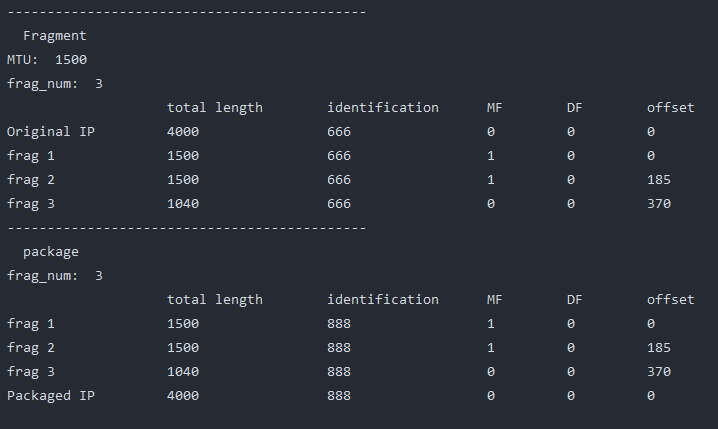 ---------------------------------------------
Fragment
MTU:  1500
frag_num:  3
total length identification MF DF offset
Original IP 4000 666 0 0 0
frag 1 1500 666 1 0 0
frag 2 1500 666 1 0 185
frag 3 1040 666 0 0 370
---------------------------------------------
package
frag_num:  3
total length identification MF DF offset
frag 1 1500 888 1 0 0
frag 2 1500 888 1 0 185
frag 3 1040 888 0 0 370
Packaged IP 4000 888 0 0 0